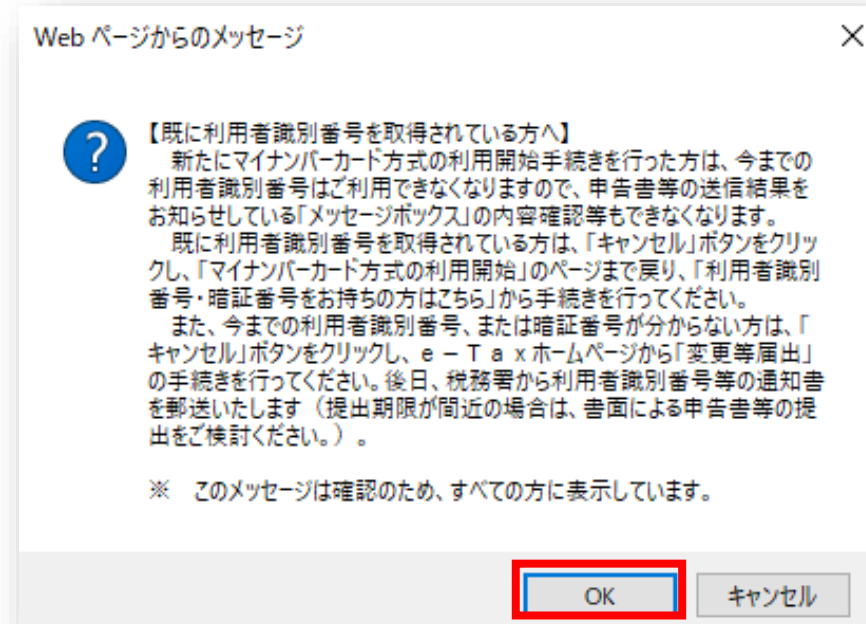 Web ページからのメッセージ
【既に利用者識別番号を取得されている方へ】
　新たにマイナンバーカード方式の利用開始手続きを行った方は、今までの
利用者識別番号はご利用できなくなりますので、申告書等の送信結果を
お知らせしている「メッセージボックス」の内容確認等もできなくなります。
　既に利用者識別番号を取得されている方は、「キャンセル」ボタンをクリッ
クし、「マイナンバーカード方式の利用開始」のページまで戻り、「利用者識別
番号・暗証番号をお持ちの方はこちら」から手続きを行ってください。
　また、今までの利用者識別番号、または暗証番号が分からない方は、「
キャンセル」ボタンをクリックし、ｅ－Ｔａｘホームページから「変更等届出」
の手続きを行ってください。後日、税務署から利用者識別番号等の通知書
を郵送いたします（提出期限が間近の場合は、書面による申告書等の提
出をご検討ください。）。
※　このメッセージは確認のため、すべての方に表示しています。
OK
キャンセル